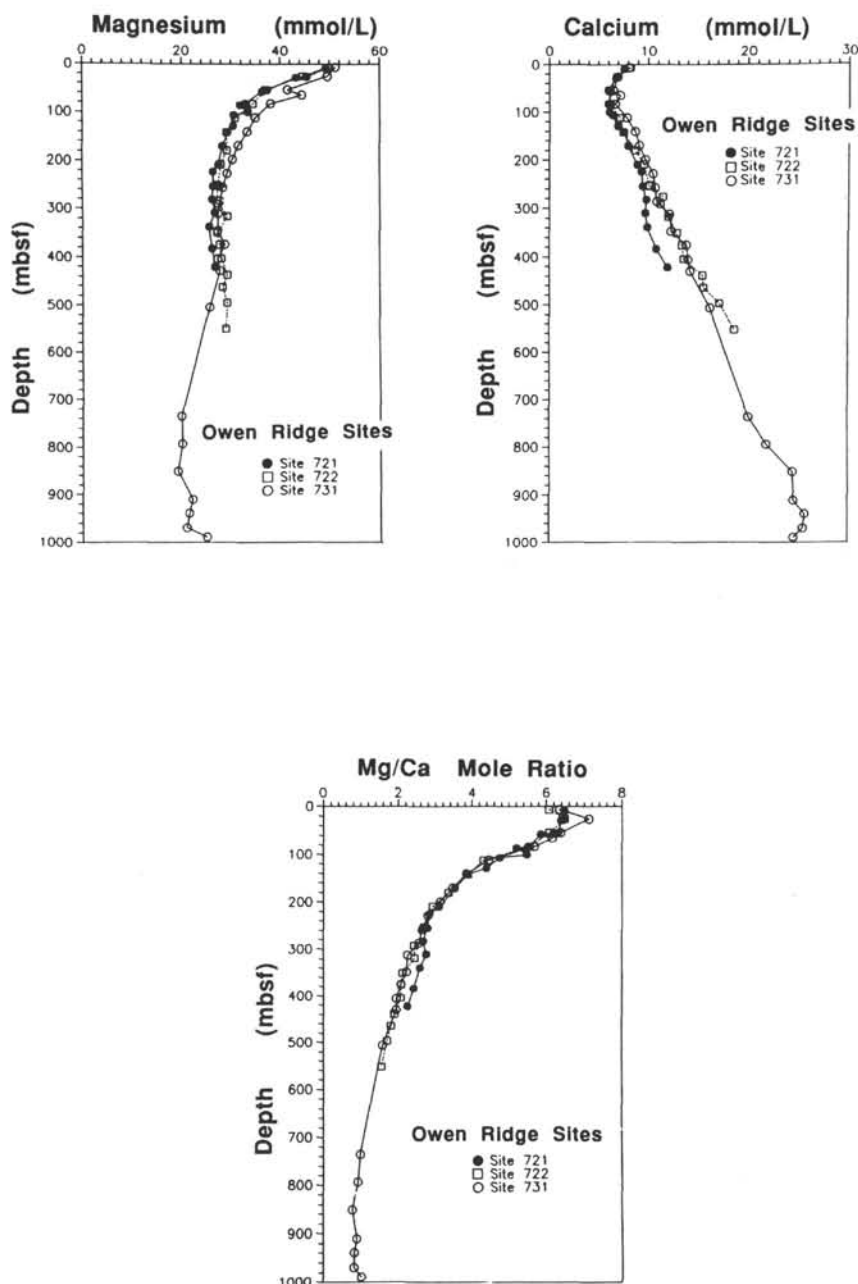 Magnesium (mmol/L)
0 20 40 60
0
100
200
300
400
500
600
700
800
900
1000
Depth (mbsf)
Owen Ridge Sites
Site 721
Site 722
Site 731
Calcium (mmol/L)
0 10 20 30
0
100
200
300
400
500
600
700
800
900
1000
Depth (mbsf)
Owen Ridge Sites
Site 721
Site 722
Site 731
Mg/Ca Mole Ratio
0 2 4 6 8
0
100
200
300
400
500
600
700
800
900
1000
Depth (mbsf)
Owen Ridge Sites
Site 721
Site 722
Site 731